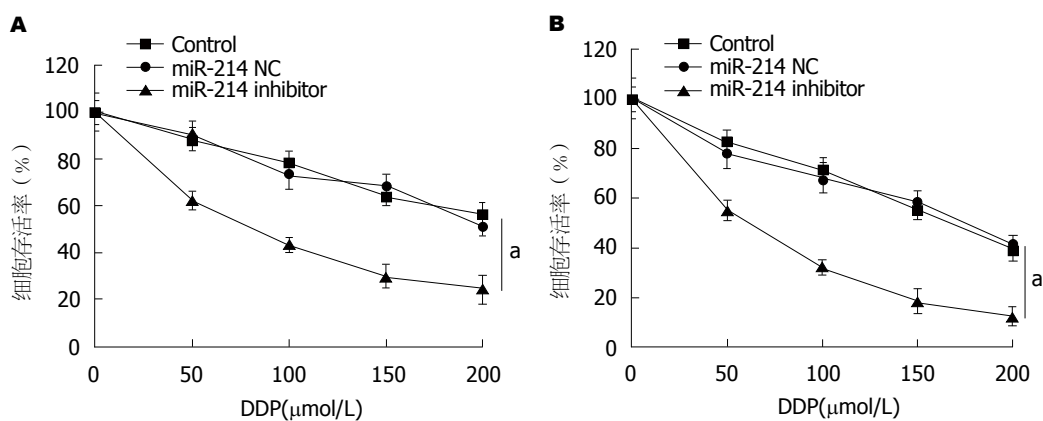 A
Control
miR-214 NC
miR-214 inhibitor
120
100
80
60
40
20
0
细胞存活率（%）
a
0 50 100 150 200
DDP(μmol/L)
B
Control
miR-214 NC
miR-214 inhibitor
120
100
80
60
40
20
0
细胞存活率（%）
a
0 50 100 150 200
DDP(μmol/L)